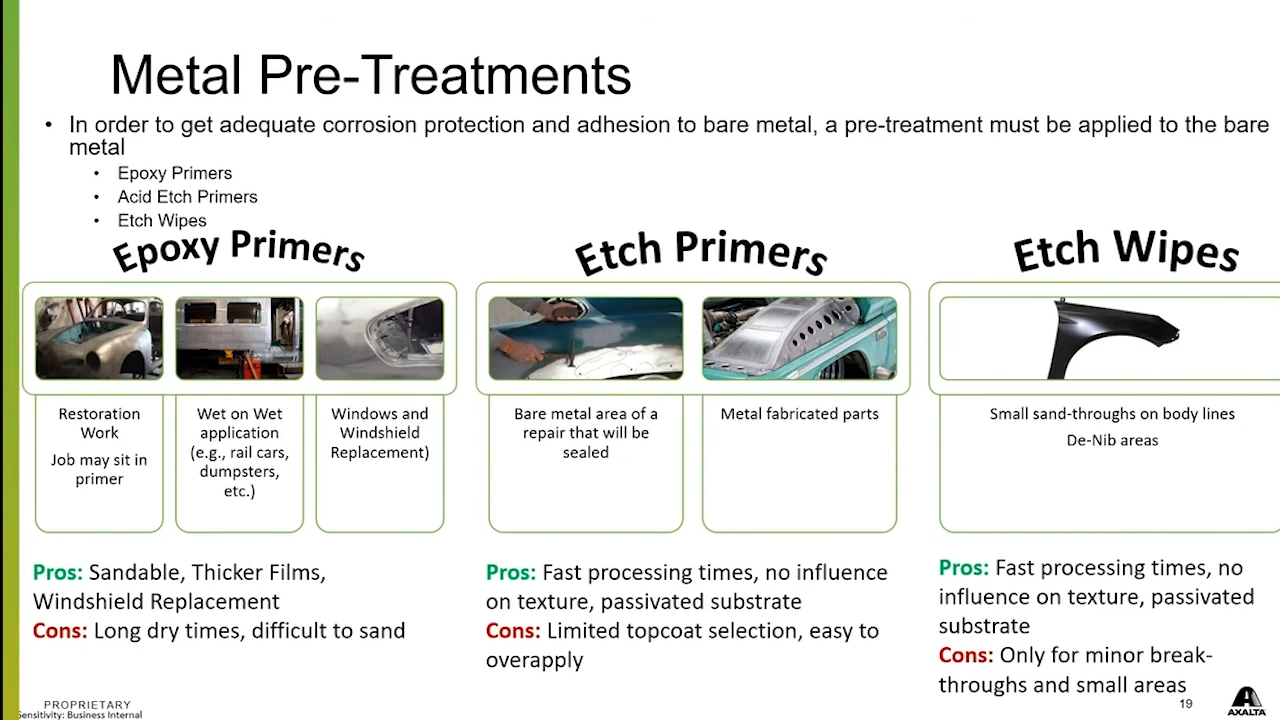 Metal Pre-Treatments
• In order to get adequate corrosion protection and adhesion to bare metal, a pre-treatment must be applied to the bare
metal
• Epoxy Primers
• Acid Etch Primers
• Etch Wipes
Epoxy Primers
Restoration
Work
Job may sit in
primer
Wet on Wet
application
(e.g., rail cars,
dumpsters,
etc.)
Windows and
Windshield
Replacement)
Pros: Sandable, Thicker Films,
Windshield Replacement
Cons: Long dry times, difficult to sand
Etch Primers
Bare metal area of a
repair that will be
sealed
Metal fabricated parts
Pros: Fast processing times, no influence
on texture, passivated substrate
Cons: Limited topcoat selection, easy to
overapply
Etch Wipes
Small sand-throughs on body lines
De-Nib areas
Pros: Fast processing times, no
influence on texture, passivated
substrate
Cons: Only for minor break-
throughs and small areas
PROPRIETARY
Sensitivity: Business Internal
19
AXALTA